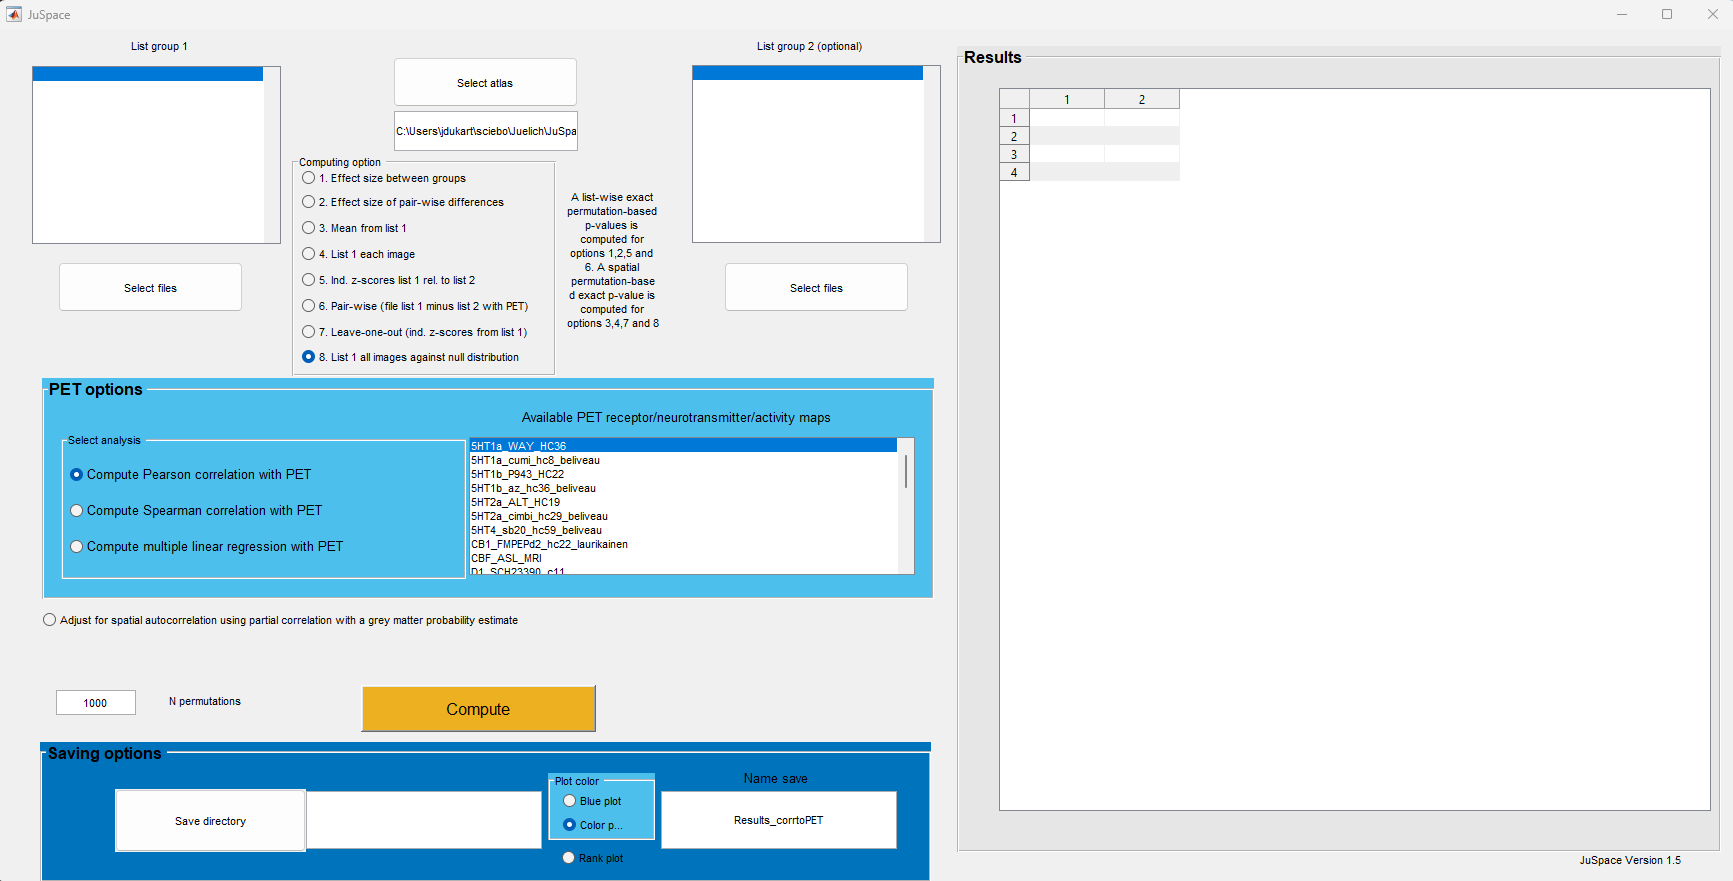 JuSpace
List group 1
List group 2 (optional)
Select atlas
C:\Users\jdukart\sciebo\Juelich\JuSpa
Select files
Select files
Computing option
1. Effect size between groups
2. Effect size of pair-wise differences
3. Mean from list 1
4. List 1 each image
5. Ind. z-scores list 1 rel. to list 2
6. Pair-wise (file list 1 minus list 2 with PET)
7. Leave-one-out (ind. z-scores from list 1)
8. List 1 all images against null distribution
A list-wise exact
permutation-based
p-values is
computed for
options 1,2,5 and
6. A spatial
permutation-base
d exact p-value is
computed for
options 3,4,7 and 8
PET options
Select analysis
Compute Pearson correlation with PET
Compute Spearman correlation with PET
Compute multiple linear regression with PET
Available PET receptor/neurotransmitter/activity maps
5HT1a_WAY_HC36
5HT1a_cumi_hc8_beliveau
5HT1b_P943_HC22
5HT1b_az_hc36_beliveau
5HT2a_ALT_HC19
5HT2a_cimbi_hc29_beliveau
5HT4_sb20_hc59_beliveau
CB1_FMPEPd2_hc22_laurikainen
CBF_ASL_MRI
D1_SCH23390_c11
Adjust for spatial autocorrelation using partial correlation with a grey matter probability estimate
1000
N permutations
Compute
Saving options
Save directory
Plot color
Blue plot
Color p...
Rank plot
Name save
Results_corrtoPET
Results
1 2
1
2
3
4
JuSpace Version 1.5